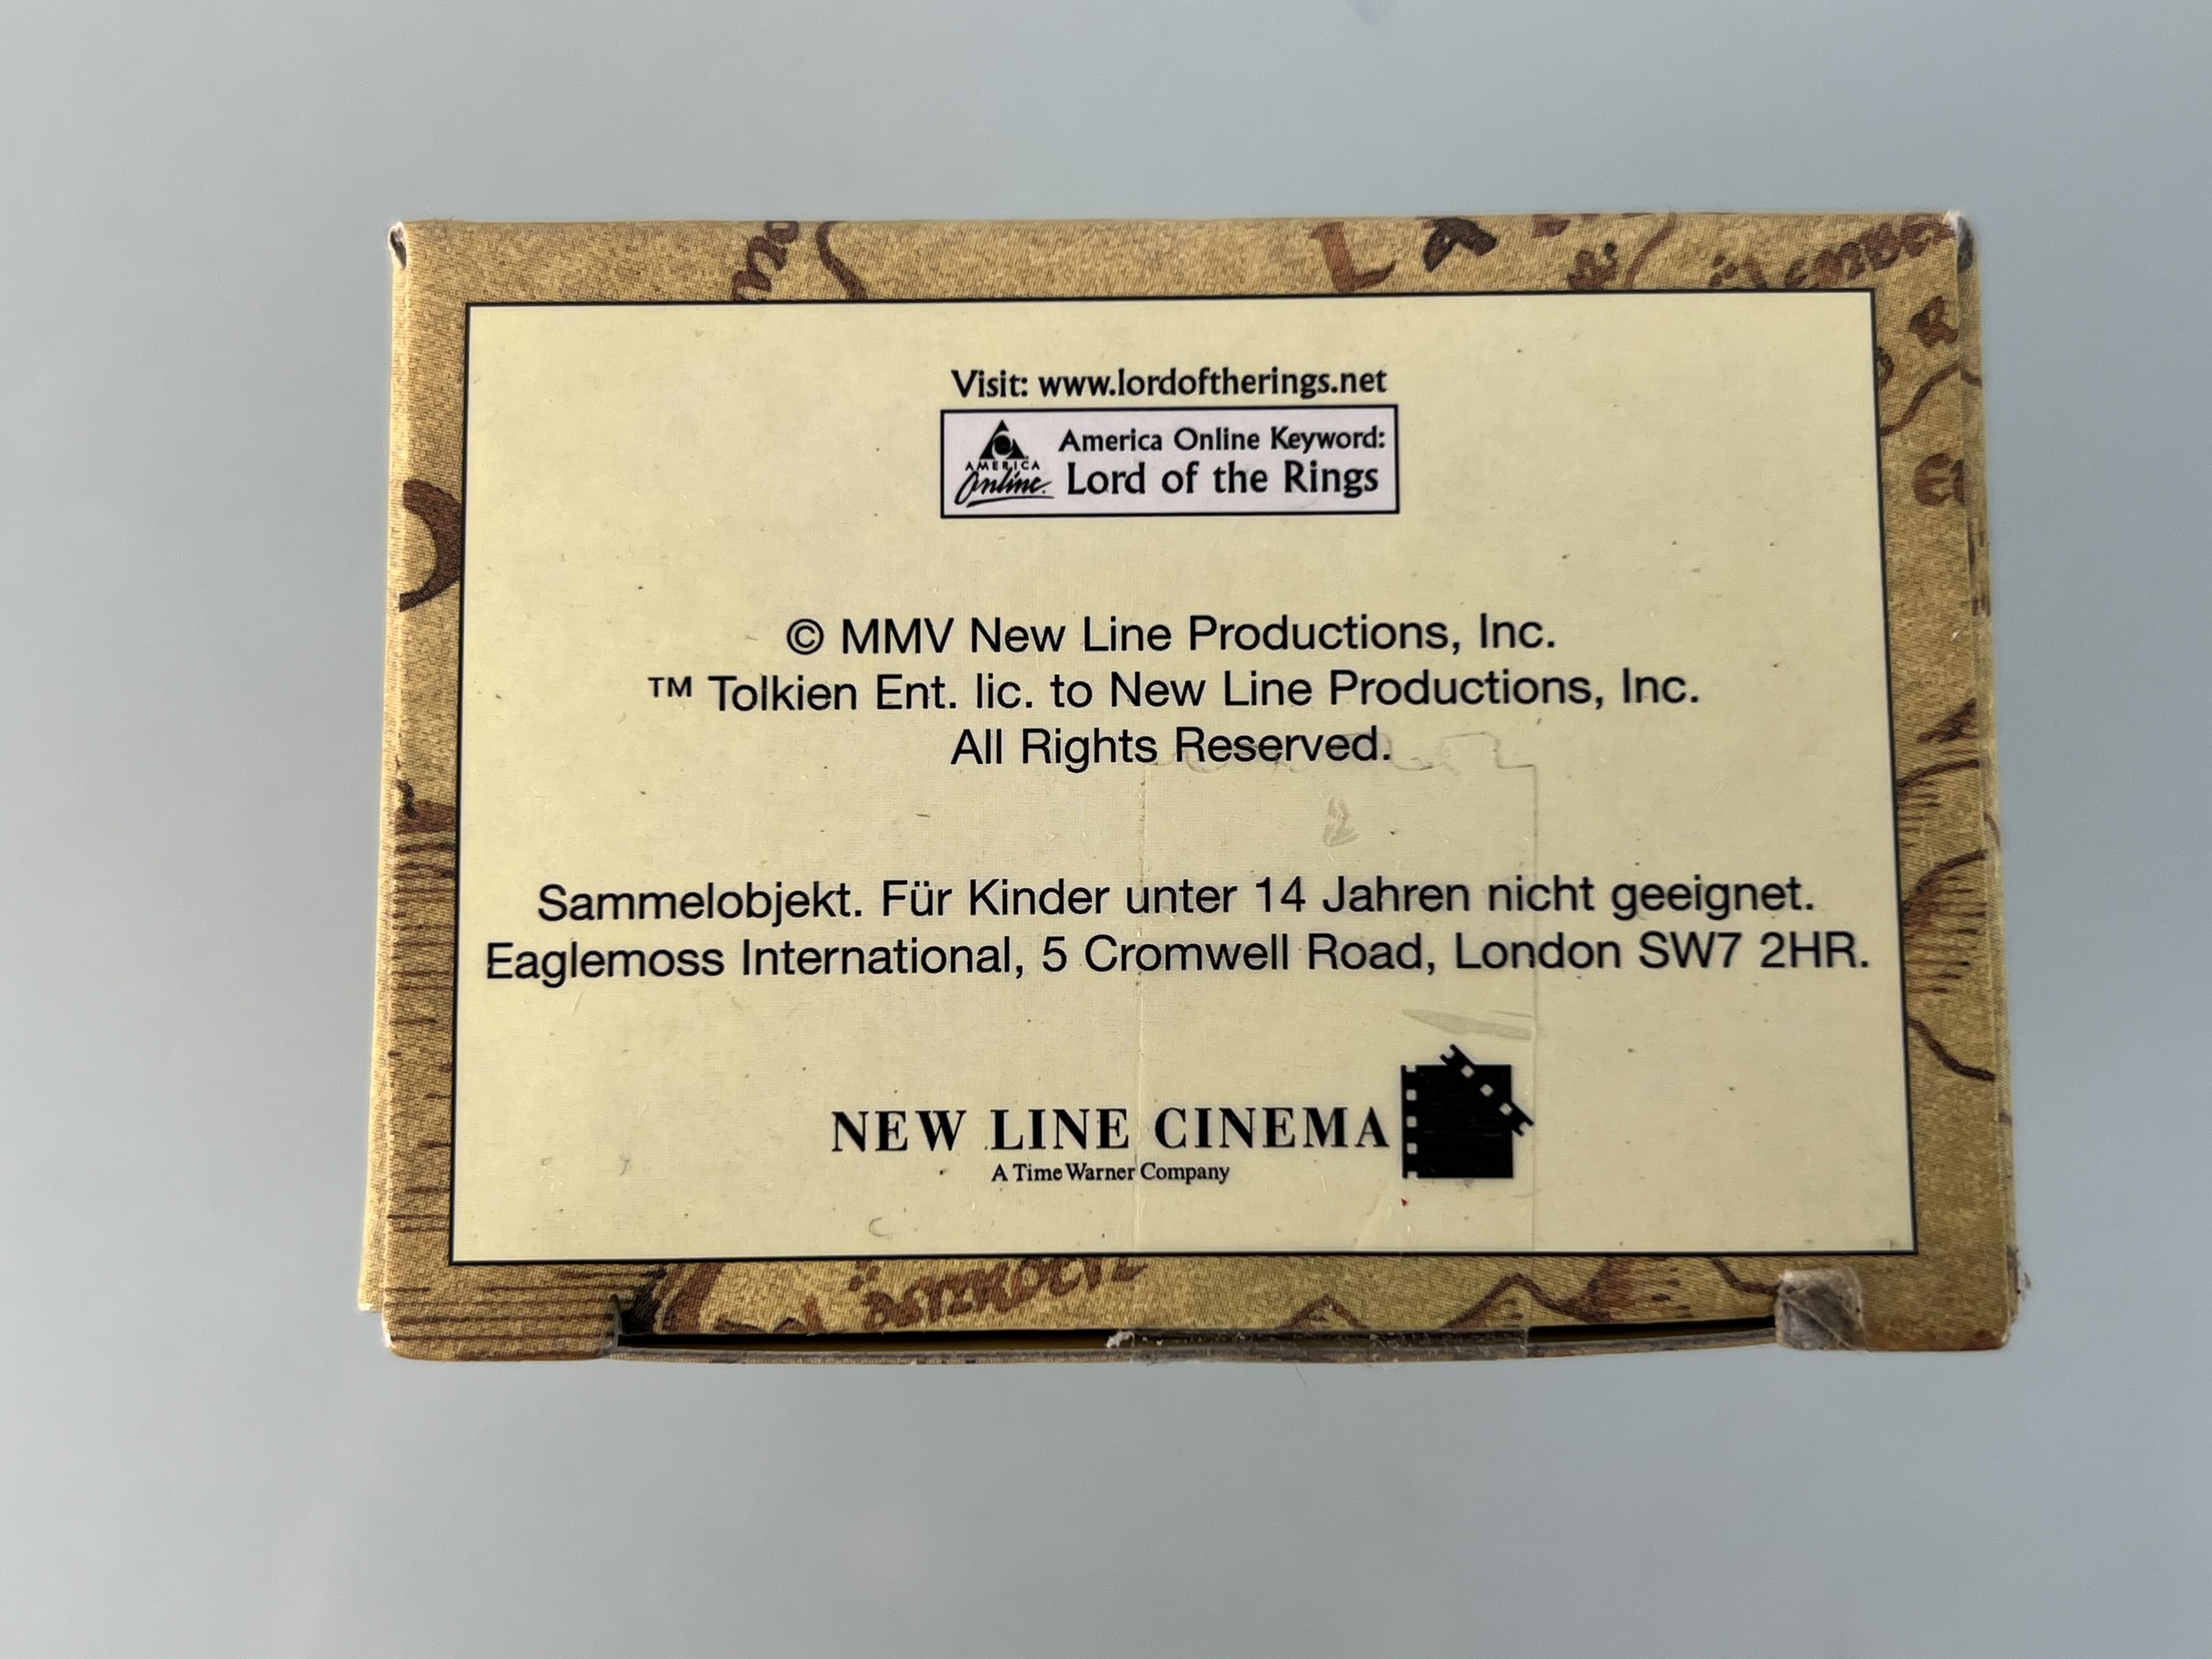 Visit: www.lordoftherings.net
America Online Keyword:
AMERICA
Online. Lord of the Rings
© MMV New Line Productions, Inc.
™ Tolkien Ent. lic. to New Line Productions, Inc.
All Rights Reserved.
Sammelobjekt. Für Kinder unter 14 Jahren nicht geeignet.
Eaglemoss International, 5 Cromwell Road, London SW7 2HR.
NEW LINE CINEMA
A Time Warner Company